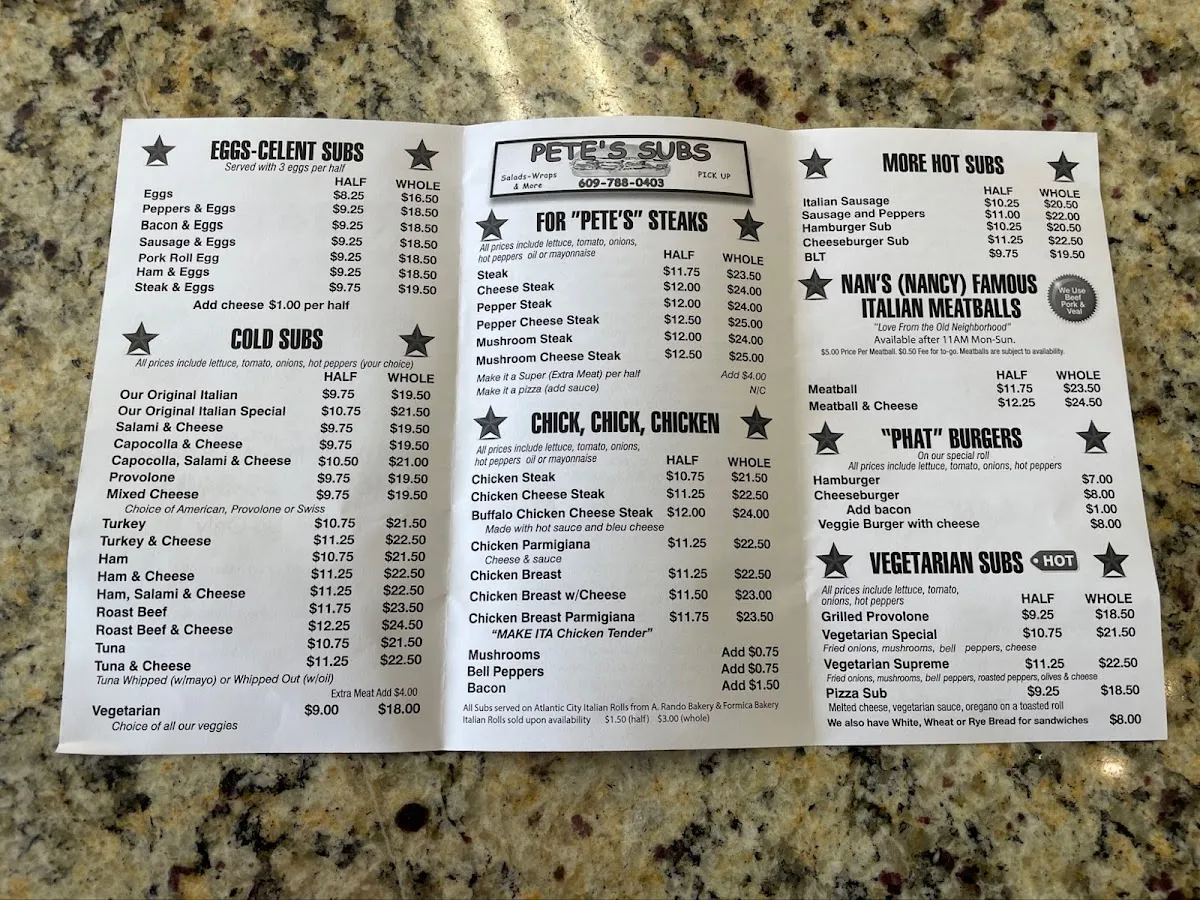 EGGS-CELENT SUBS
Served with 3 eggs per half
HALF WHOLE
Eggs $8.25 $16.50
Peppers & Eggs $9.25 $18.50
Bacon & Eggs $9.25 $18.50
Sausage & Eggs $9.25 $18.50
Pork Roll Egg $9.25 $18.50
Ham & Eggs $9.25 $18.50
Steak & Eggs $9.75 $19.50
Add cheese $1.00 per half
COLD SUBS
All prices include lettuce, tomato, onions, hot peppers (your choice)
HALF WHOLE
Our Original Italian $9.75 $19.50
Our Original Italian Special $10.75 $21.50
Salami & Cheese $9.75 $19.50
Capocolla & Cheese $9.75 $19.50
Capocolla, Salami & Cheese $10.50 $21.00
Provolone $9.75 $19.50
Mixed Cheese $9.75 $19.50
Choice of American, Provolone or Swiss
Turkey $10.75 $21.50
Turkey & Cheese $11.25 $22.50
Ham $10.75 $21.50
Ham & Cheese $11.25 $22.50
Ham, Salami & Cheese $11.25 $22.50
Roast Beef $11.75 $23.50
Roast Beef & Cheese $12.25 $24.50
Tuna $10.75 $21.50
Tuna & Cheese $11.25 $22.50
Tuna Whipped (w/mayo) or Whipped Out (w/oil)
Extra Meat Add $4.00
Vegetarian $9.00 $18.00
Choice of all our veggies
PETE'S SUBS
Salads-Wraps
& More
609-788-0403
PICK UP
FOR "PETE'S" STEAKS
All prices include lettuce, tomato, onions,
hot peppers oil or mayonnaise
HALF WHOLE
Steak $11.75 $23.50
Cheese Steak $12.00 $24.00
Pepper Steak $12.00 $24.00
Pepper Cheese Steak $12.50 $25.00
Mushroom Steak $12.00 $24.00
Mushroom Cheese Steak $12.50 $25.00
Make it a Super (Extra Meat) per half Add $4.00
Make it a pizza (add sauce) N/C
CHICK, CHICK, CHICKEN
All prices include lettuce, tomato, onions,
hot peppers oil or mayonnaise
HALF WHOLE
Chicken Steak $10.75 $21.50
Chicken Cheese Steak $11.25 $22.50
Buffalo Chicken Cheese Steak $12.00 $24.00
Made with hot sauce and bleu cheese
Chicken Parmigiana $11.25 $22.50
Cheese & sauce
Chicken Breast $11.25 $22.50
Chicken Breast w/Cheese $11.50 $23.00
Chicken Breast Parmigiana $11.75 $23.50
"MAKE ITA Chicken Tender"
Mushrooms Add $0.75
Bell Peppers Add $0.75
Bacon Add $1.50
All Subs served on Atlantic City Italian Rolls from A. Rando Bakery & Formica Bakery
Italian Rolls sold upon availability $1.50 (half) $3.00 (whole)
MORE HOT SUBS
HALF WHOLE
Italian Sausage $10.25 $20.50
Sausage and Peppers $11.00 $22.00
Hamburger Sub $10.25 $20.50
Cheeseburger Sub $11.25 $22.50
BLT $9.75 $19.50
NAN'S (NANCY) FAMOUS
ITALIAN MEATBALLS
We Use
Beef
Pork &
Veal
"Love From the Old Neighborhood"
Available after 11AM Mon-Sun.
$5.00 Price Per Meatball. $0.50 Fee for to-go. Meatballs are subject to availability.
HALF WHOLE
Meatball $11.75 $23.50
Meatball & Cheese $12.25 $24.50
"PHAT" BURGERS
On our special roll
All prices include lettuce, tomato, onions, hot peppers
Hamburger $7.00
Cheeseburger $8.00
Add bacon $1.00
Veggie Burger with cheese $8.00
VEGETARIAN SUBS HOT
All prices include lettuce, tomato,
onions, hot peppers
HALF WHOLE
Grilled Provolone $9.25 $18.50
Vegetarian Special $10.75 $21.50
Fried onions, mushrooms, bell peppers, cheese
Vegetarian Supreme $11.25 $22.50
Fried onions, mushrooms, bell peppers, roasted peppers, olives & cheese
Pizza Sub $9.25 $18.50
Melted cheese, vegetarian sauce, oregano on a toasted roll
We also have White, Wheat or Rye Bread for sandwiches $8.00